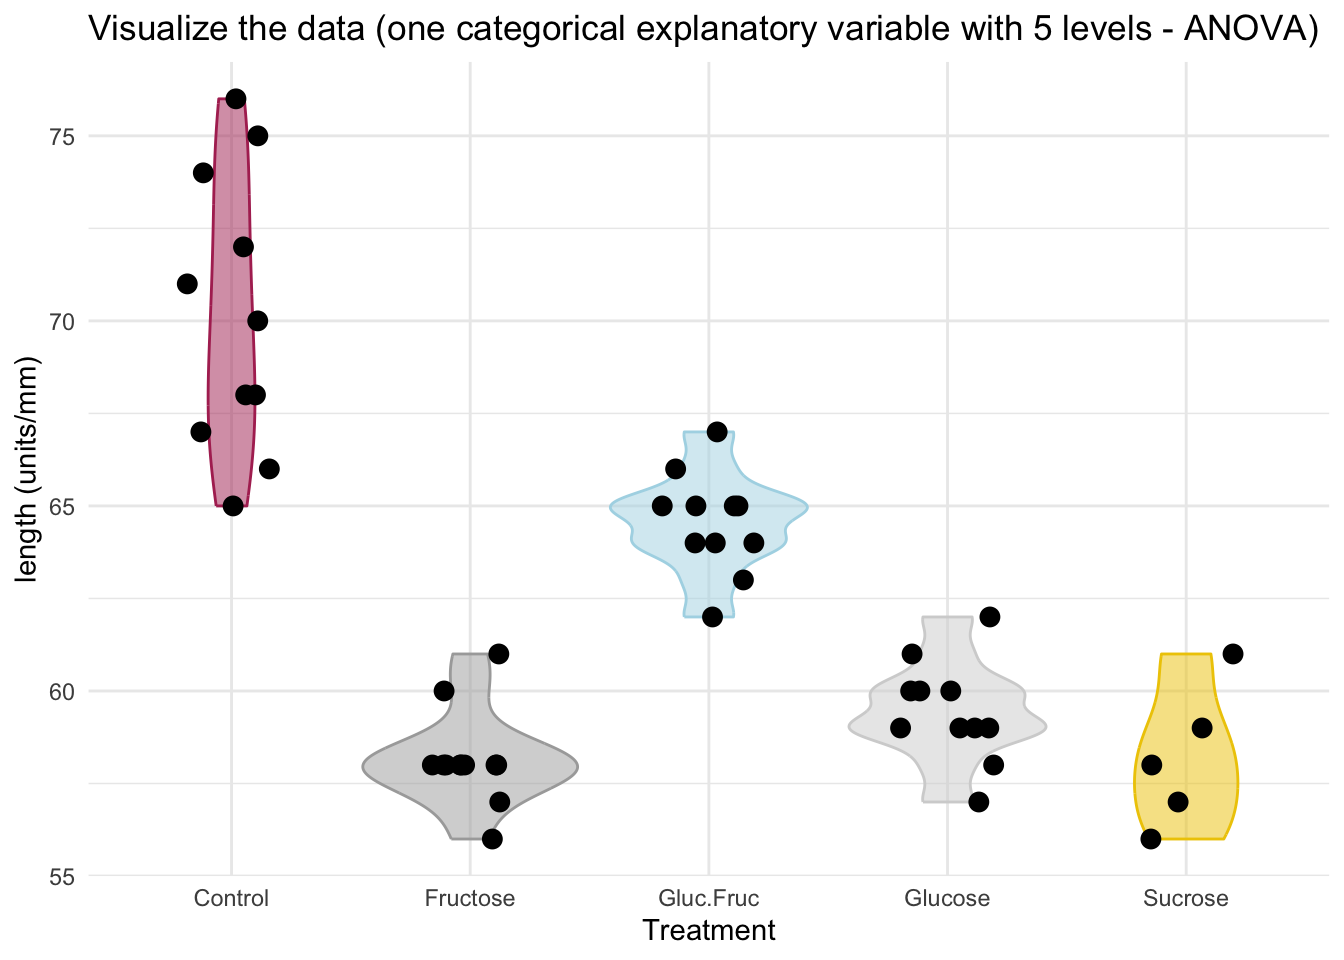 Visualize the data (one categorical explanatory variable with 5 levels - ANOVA)
75
70
65
60
55
length (units/mm)
Control Fructose Gluc.Fruc Glucose Sucrose
Treatment